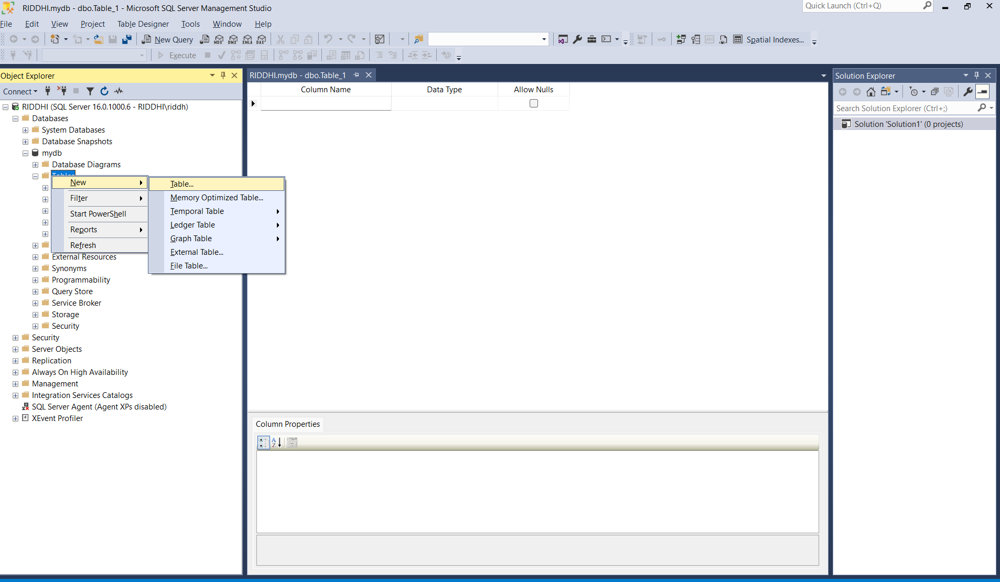 RIDDHI.mydb - dbo.Table_1 - Microsoft SQL Server Management Studio
Quick Launch (Ctrl+Q)
File Edit View Project Table Designer Tools Window Help
New Query MDX DMX XMLA DAX Spatial Indexes...
Execute
Object Explorer
Connect
RIDDHI (SQL Server 16.0.1000.6 - RIDDHI\riddh)
Databases
System Databases
Database Snapshots
mydb
Database Diagrams
Tables
New
Filter
Start PowerShell
Reports
Refresh
Table...
Memory Optimized Table...
Temporal Table
Ledger Table
Graph Table
External Table...
File Table...
External Resources
Synonyms
Programmability
Query Store
Service Broker
Storage
Security
Security
Server Objects
Replication
Always On High Availability
Management
Integration Services Catalogs
SQL Server Agent (Agent XPs disabled)
XEvent Profiler
RIDDHI.mydb - dbo.Table_1
Column Name Data Type Allow Nulls
Column Properties
Solution Explorer
Search Solution Explorer (Ctrl+;)
Solution 'Solution1' (0 projects)